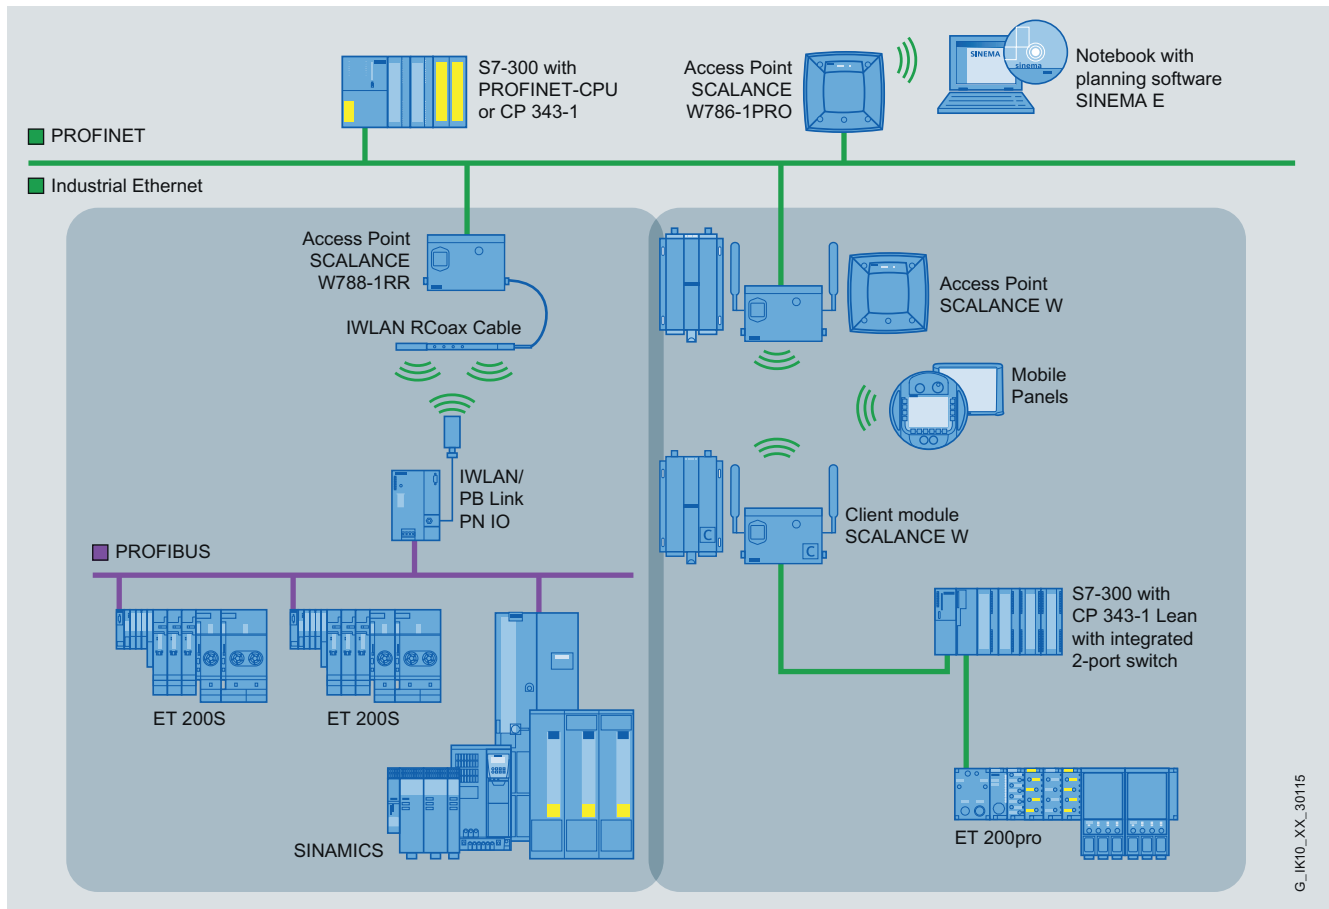 S7-300 with
PROFINET-CPU
or CP 343-1
Access Point
SCALANCE
W786-1PRO
SINEMA
sinema
Notebook with
planning software
SINEMA E
PROFINET
Industrial Ethernet
Access Point
SCALANCE
W788-1RR
IWLAN RCoax Cable
Access Point
SCALANCE W
Mobile
Panels
IWLAN/
PB Link
PN IO
C
C
Client module
SCALANCE W
PROFIBUS
S7-300 with
CP 343-1 Lean
with integrated
2-port switch
ET 200S
ET 200S
SINAMICS
ET 200pro
G_IK10_XX_30115